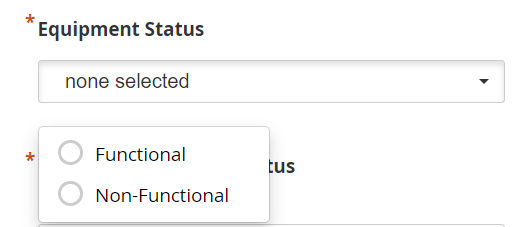 * Equipment Status
none selected
*
Functional
Non-Functional